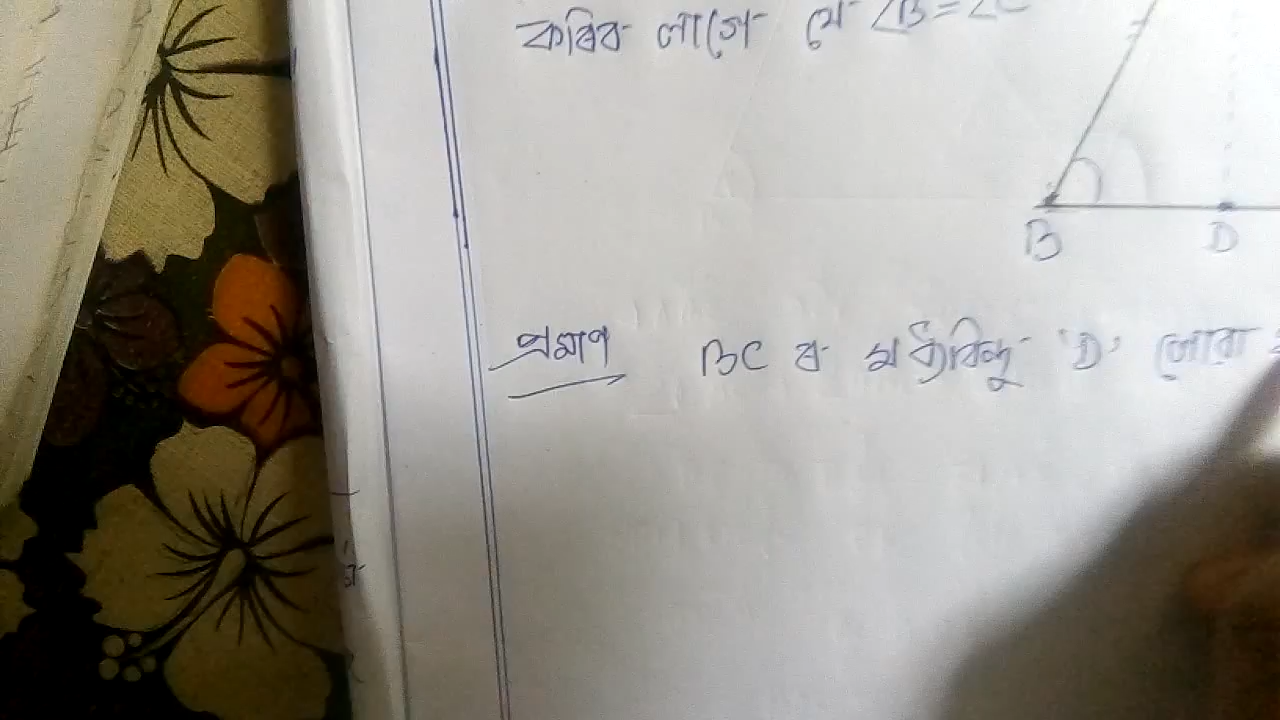 কৰিব লাগে যে ∠B = ∠C
B
D
প্ৰমাণ BC ৰ মধ্যবিন্দু 'D' লোৱা